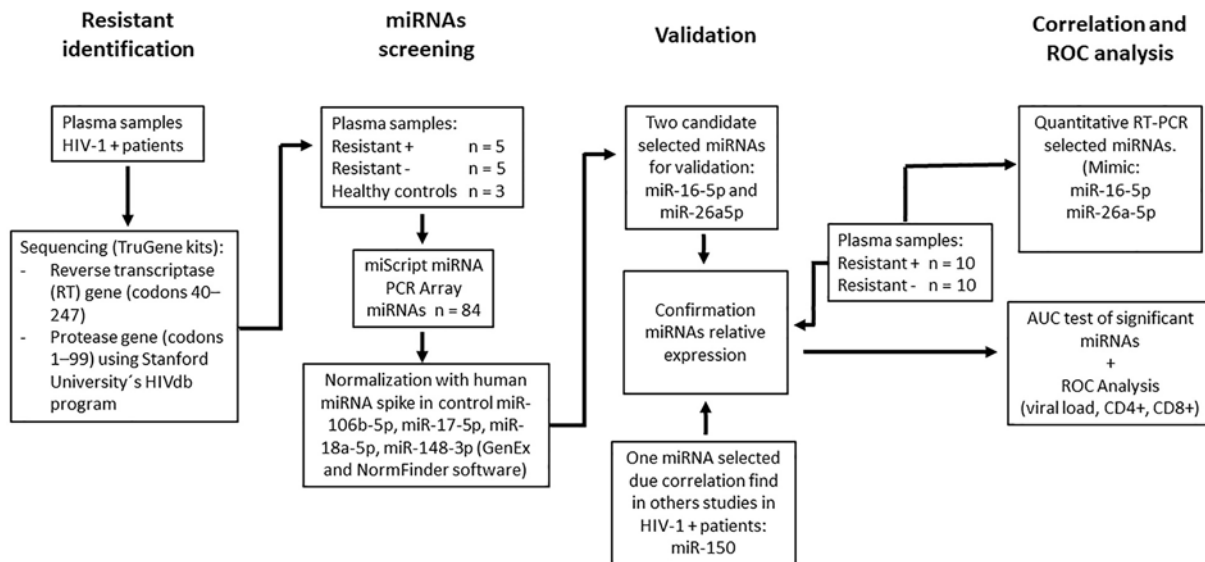 Resistant
identification
Plasma samples
HIV-1 + patients
Sequencing (TruGene kits):
- Reverse transcriptase
(RT) gene (codons 40–
247)
- Protease gene (codons
1–99) using Stanford
University´s HIVdb
program
miRNAs
screening
Plasma samples:
Resistant + n = 5
Resistant - n = 5
Healthy controls n = 3
miScript miRNA
PCR Array
miRNAs n = 84
Normalization with human
miRNA spike in control miR-
106b-5p, miR-17-5p, miR-
18a-5p, miR-148-3p (GenEx
and NormFinder software)
Validation
Two candidate
selected miRNAs
for validation:
miR-16-5p and
miR-26a5p
Confirmation
miRNAs relative
expression
One miRNA selected
due correlation find
in others studies in
HIV-1 + patients:
miR-150
Plasma samples:
Resistant + n = 10
Resistant - n = 10
Correlation and
ROC analysis
Quantitative RT-PCR
selected miRNAs.
(Mimic:
miR-16-5p
miR-26a-5p
AUC test of significant
miRNAs
+
ROC Analysis
(viral load, CD4+, CD8+)